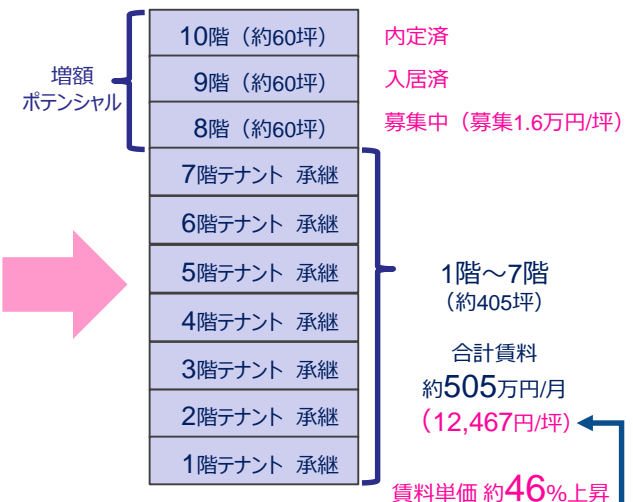 増額
ポテンシャル
10階（約60坪）
内定済
9階（約60坪）
入居済
8階（約60坪）
募集中（募集1.6万円/坪）
7階テナント 承継
6階テナント 承継
5階テナント 承継
4階テナント 承継
3階テナント 承継
2階テナント 承継
1階テナント 承継
1階～7階
（約405坪）
合計賃料
約505万円/月
（12,467円/坪）
賃料単価 約46%上昇